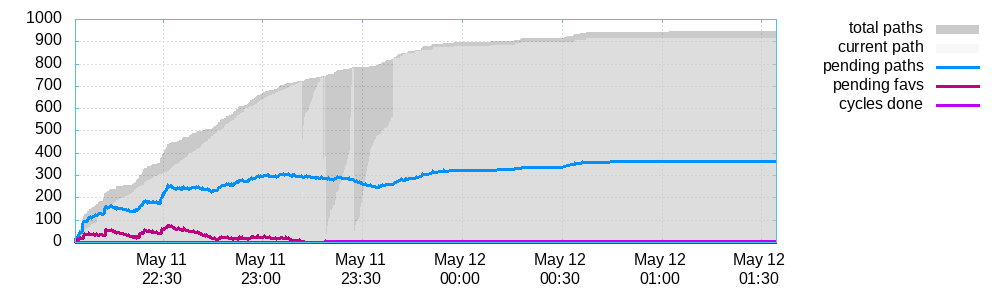 1000
900
800
700
600
500
400
300
200
100
0
May 11 May 11 May 11 May 12 May 12 May 12 May 12
22:30 23:00 23:30 00:00 00:30 01:00 01:30
total paths
current path
pending paths
pending favs
cycles done